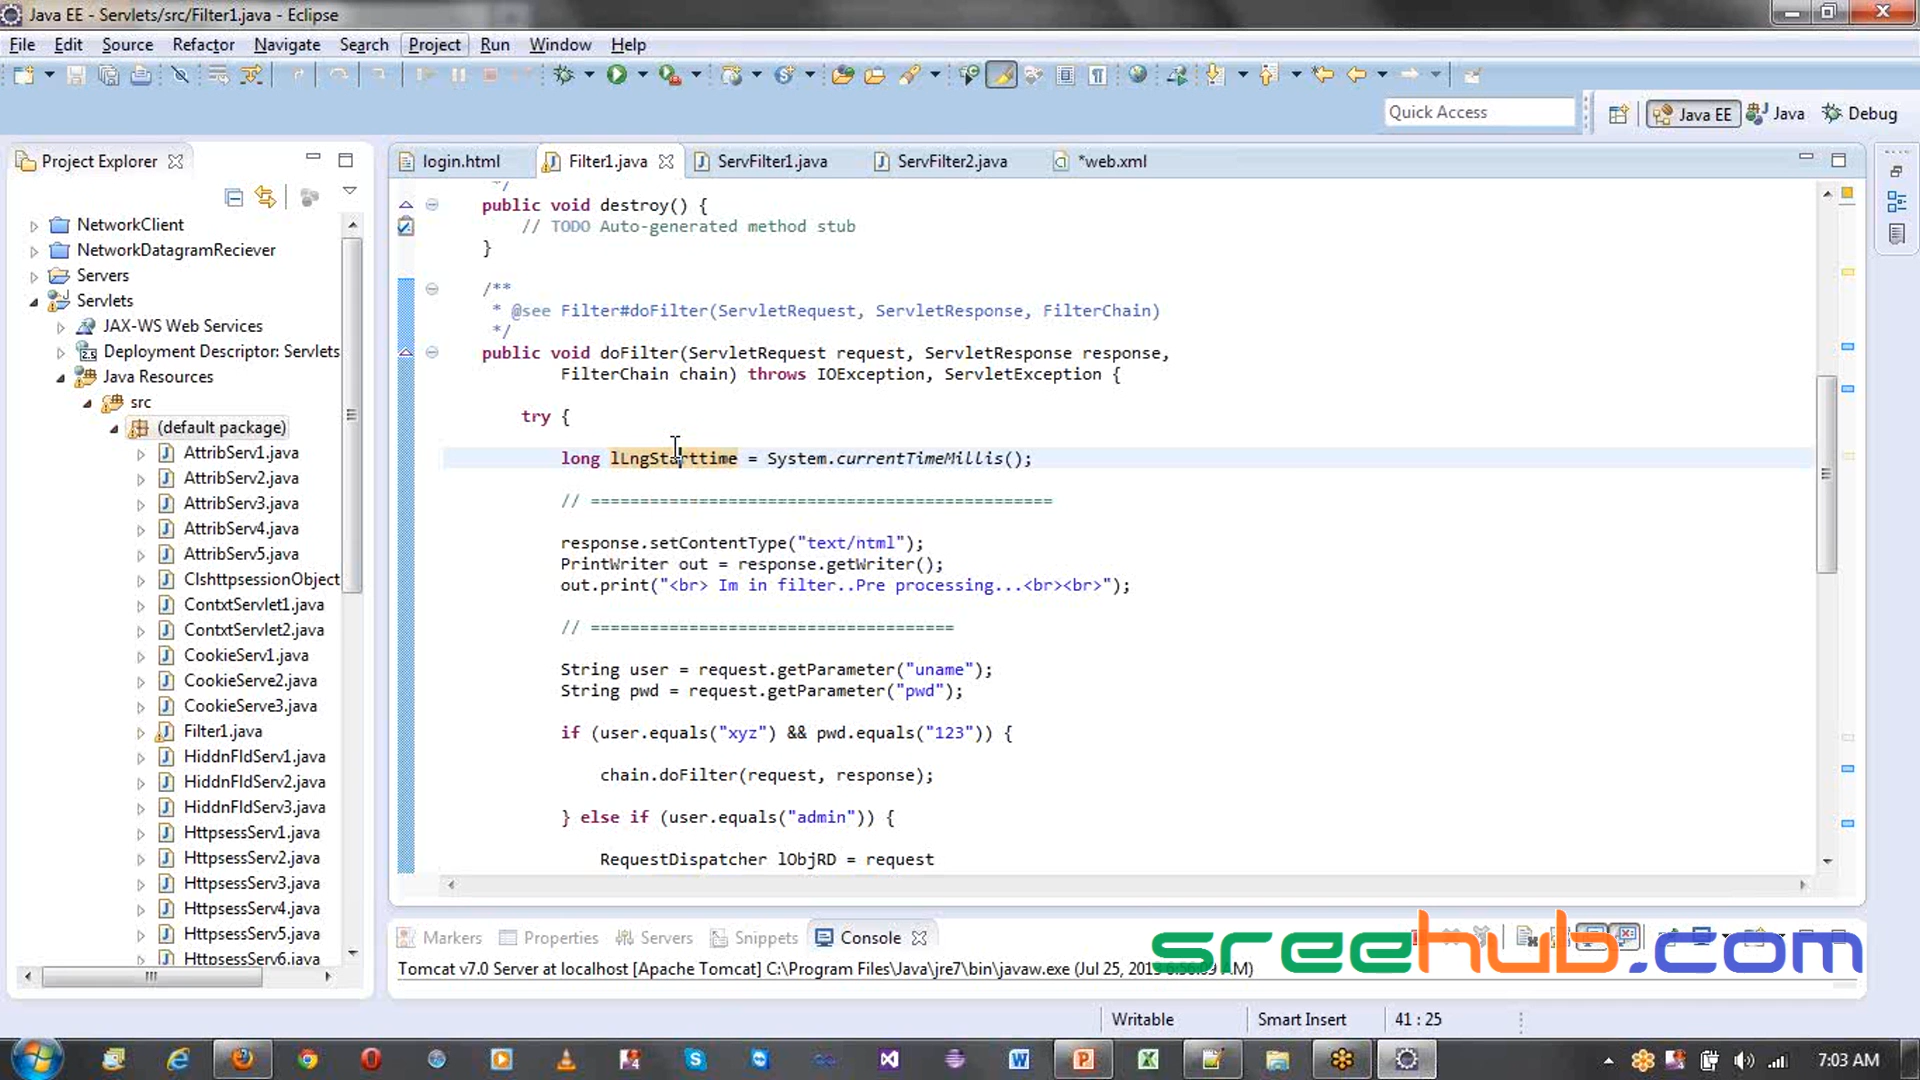 Java EE - Servlets/src/Filter1.java - Eclipse
File Edit Source Refactor Navigate Search Project Run Window Help
Quick Access
Java EE
Java
Debug
Project Explorer
NetworkClient
NetworkDatagramReciever
Servers
Servlets
JAX-WS Web Services
Deployment Descriptor: Servlets
Java Resources
src
(default package)
AttribServ1.java
AttribServ2.java
AttribServ3.java
AttribServ4.java
AttribServ5.java
ClshttpsessionObject
ContxtServlet1.java
ContxtServlet2.java
CookieServ1.java
CookieServe2.java
CookieServe3.java
Filter1.java
HiddnFldServ1.java
HiddnFldServ2.java
HiddnFldServ3.java
HttpsessServ1.java
HttpsessServ2.java
HttpsessServ3.java
HttpsessServ4.java
HttpsessServ5.java
HttpsessServ6.java
login.html
Filter1.java
ServFilter1.java
ServFilter2.java
*web.xml
*/
public void destroy() {
// TODO Auto-generated method stub
}
/**
* @see Filter#doFilter(ServletRequest, ServletResponse, FilterChain)
*/
public void doFilter(ServletRequest request, ServletResponse response,
FilterChain chain) throws IOException, ServletException {
try {
long lLngStarttime = System.currentTimeMillis();
// ===============================================
response.setContentType("text/ntml");
PrintWriter out = response.getWriter();
out.print("<br> Im in filter..Pre processing...<br><br>");
// =====================================
String user = request.getParameter("uname");
String pwd = request.getParameter("pwd");
if (user.equals("xyz") && pwd.equals("123")) {
chain.doFilter(request, response);
} else if (user.equals("admin")) {
RequestDispatcher lObjRD = request
Markers
Properties
Servers
Snippets
Console
sreehub.com
Tomcat v7.0 Server at localhost [Apache Tomcat] C:\Program Files\Java\jre7\bin\javaw.exe (Jul 25, AM)
Writable
Smart Insert
41 : 25
7:03 AM